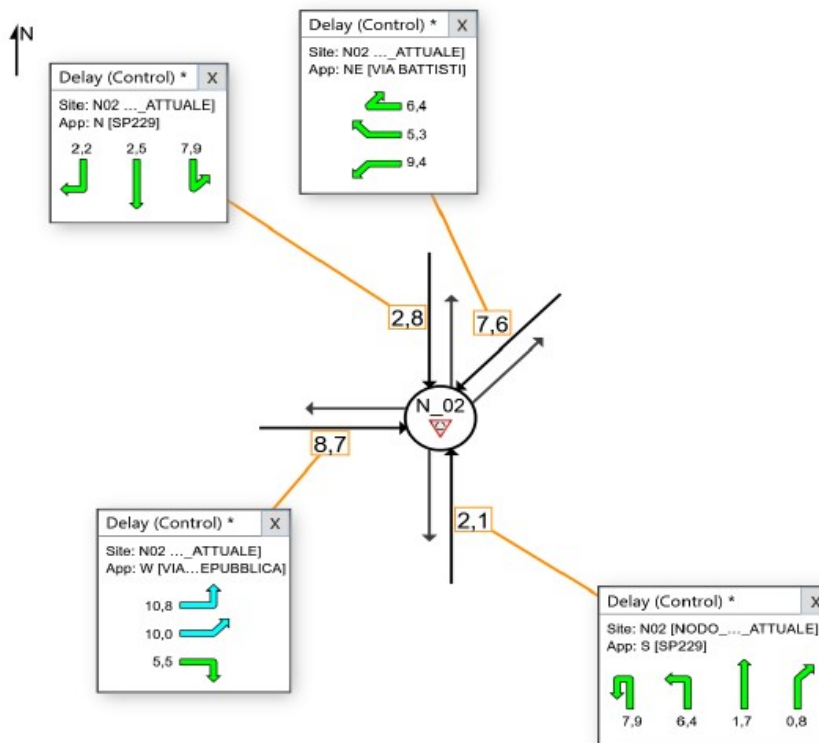 N
Delay (Control) * X
Site: N02 ..._ATTUALE]
App: NE [VIA BATTISTI]
6,4
5,3
9,4
Delay (Control) * X
Site: N02 ..._ATTUALE]
App: N [SP229]
2,2 2,5 7,9
2,8
7,6
N_02
8,7
2,1
Delay (Control) * X
Site: N02 ..._ATTUALE]
App: W [VIA...EPUBBLICA]
10,8
10,0
5,5
Delay (Control) * X
Site: N02 [NODO_..._ATTUALE]
App: S [SP229]
7,9 6,4 1,7 0,8